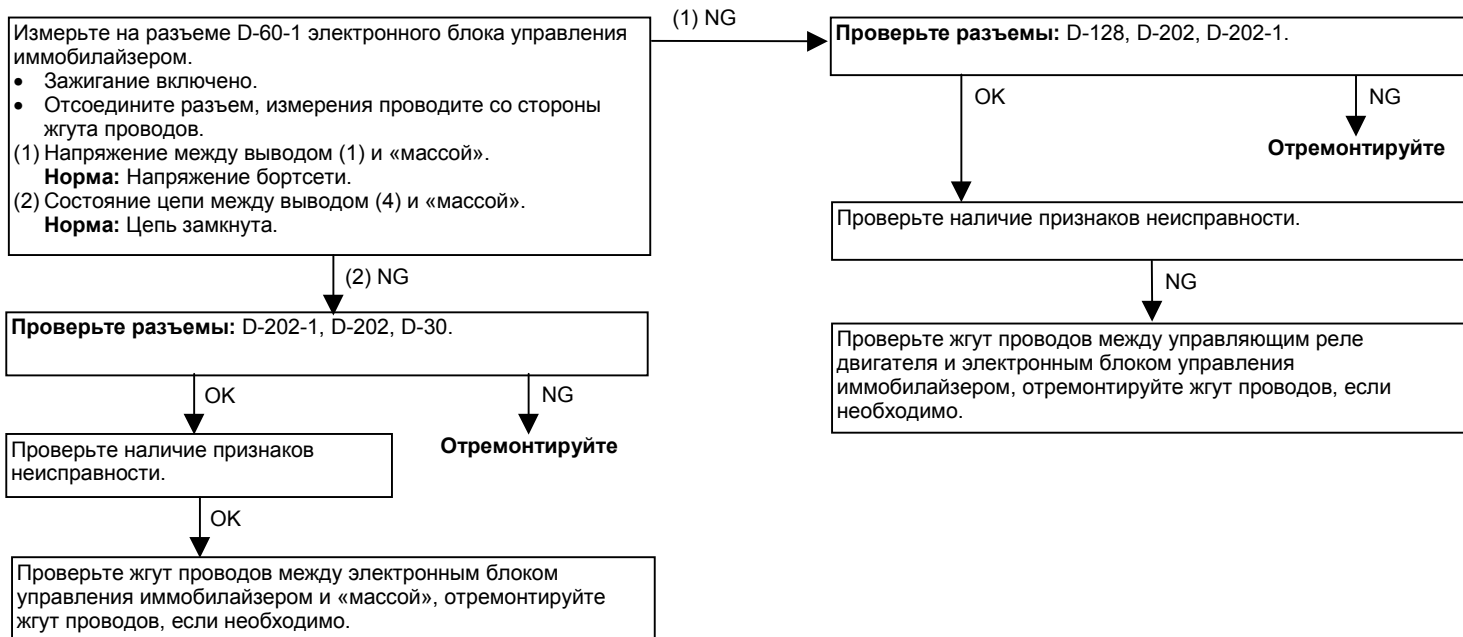 Измерьте на разъеме D-60-1 электронного блока управления
иммобилайзером.
• Зажигание включено.
• Отсоедините разъем, измерения проводите со стороны
жгута проводов.
(1) Напряжение между выводом (1) и «массой».
Норма: Напряжение бортсети.
(2) Состояние цепи между выводом (4) и «массой».
Норма: Цепь замкнута.
(1) NG
Проверьте разъемы: D-128, D-202, D-202-1.
OK
NG
Отремонтируйте
Проверьте наличие признаков неисправности.
NG
Проверьте жгут проводов между управляющим реле
двигателя и электронным блоком управления
иммобилайзером, отремонтируйте жгут проводов, если
необходимо.
(2) NG
Проверьте разъемы: D-202-1, D-202, D-30.
OK
NG
Отремонтируйте
Проверьте наличие признаков
неисправности.
OK
Проверьте жгут проводов между электронным блоком
управления иммобилайзером и «массой», отремонтируйте
жгут проводов, если необходимо.